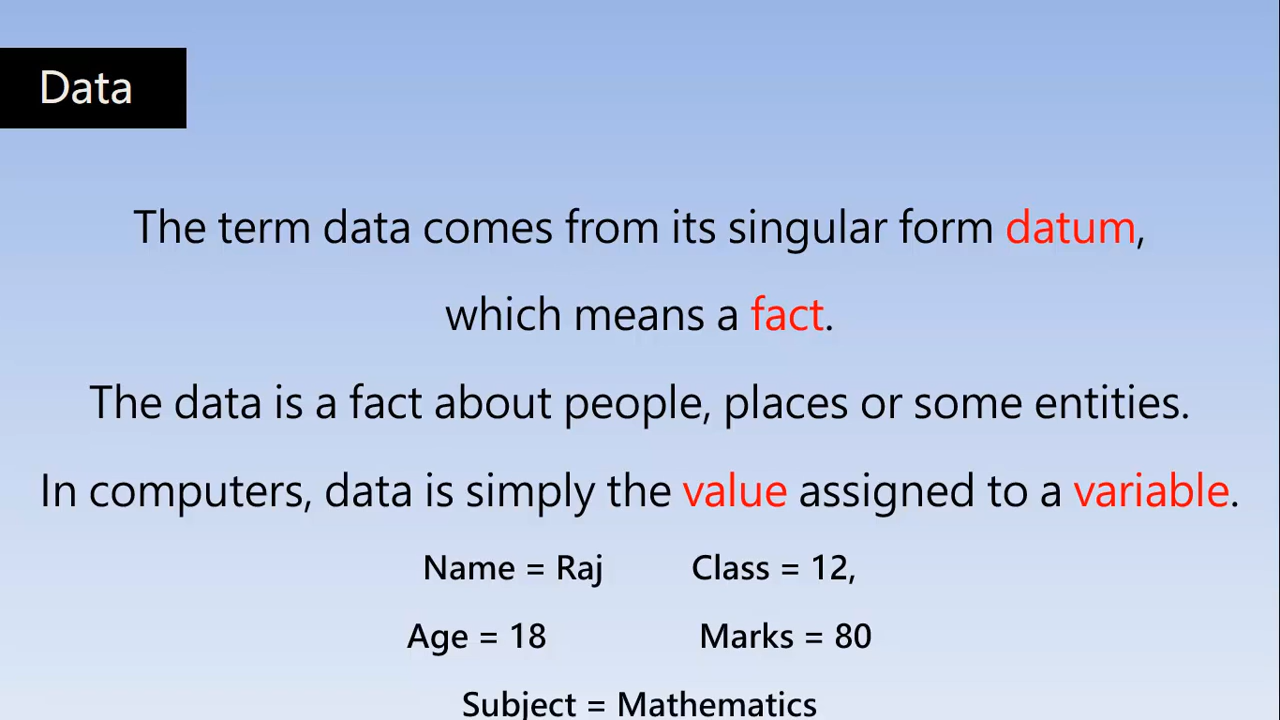 Data
The term data comes from its singular form datum,
which means a fact.
The data is a fact about people, places or some entities.
In computers, data is simply the value assigned to a variable.
Name = Raj Class = 12,
Age = 18 Marks = 80
Subject = Mathematics